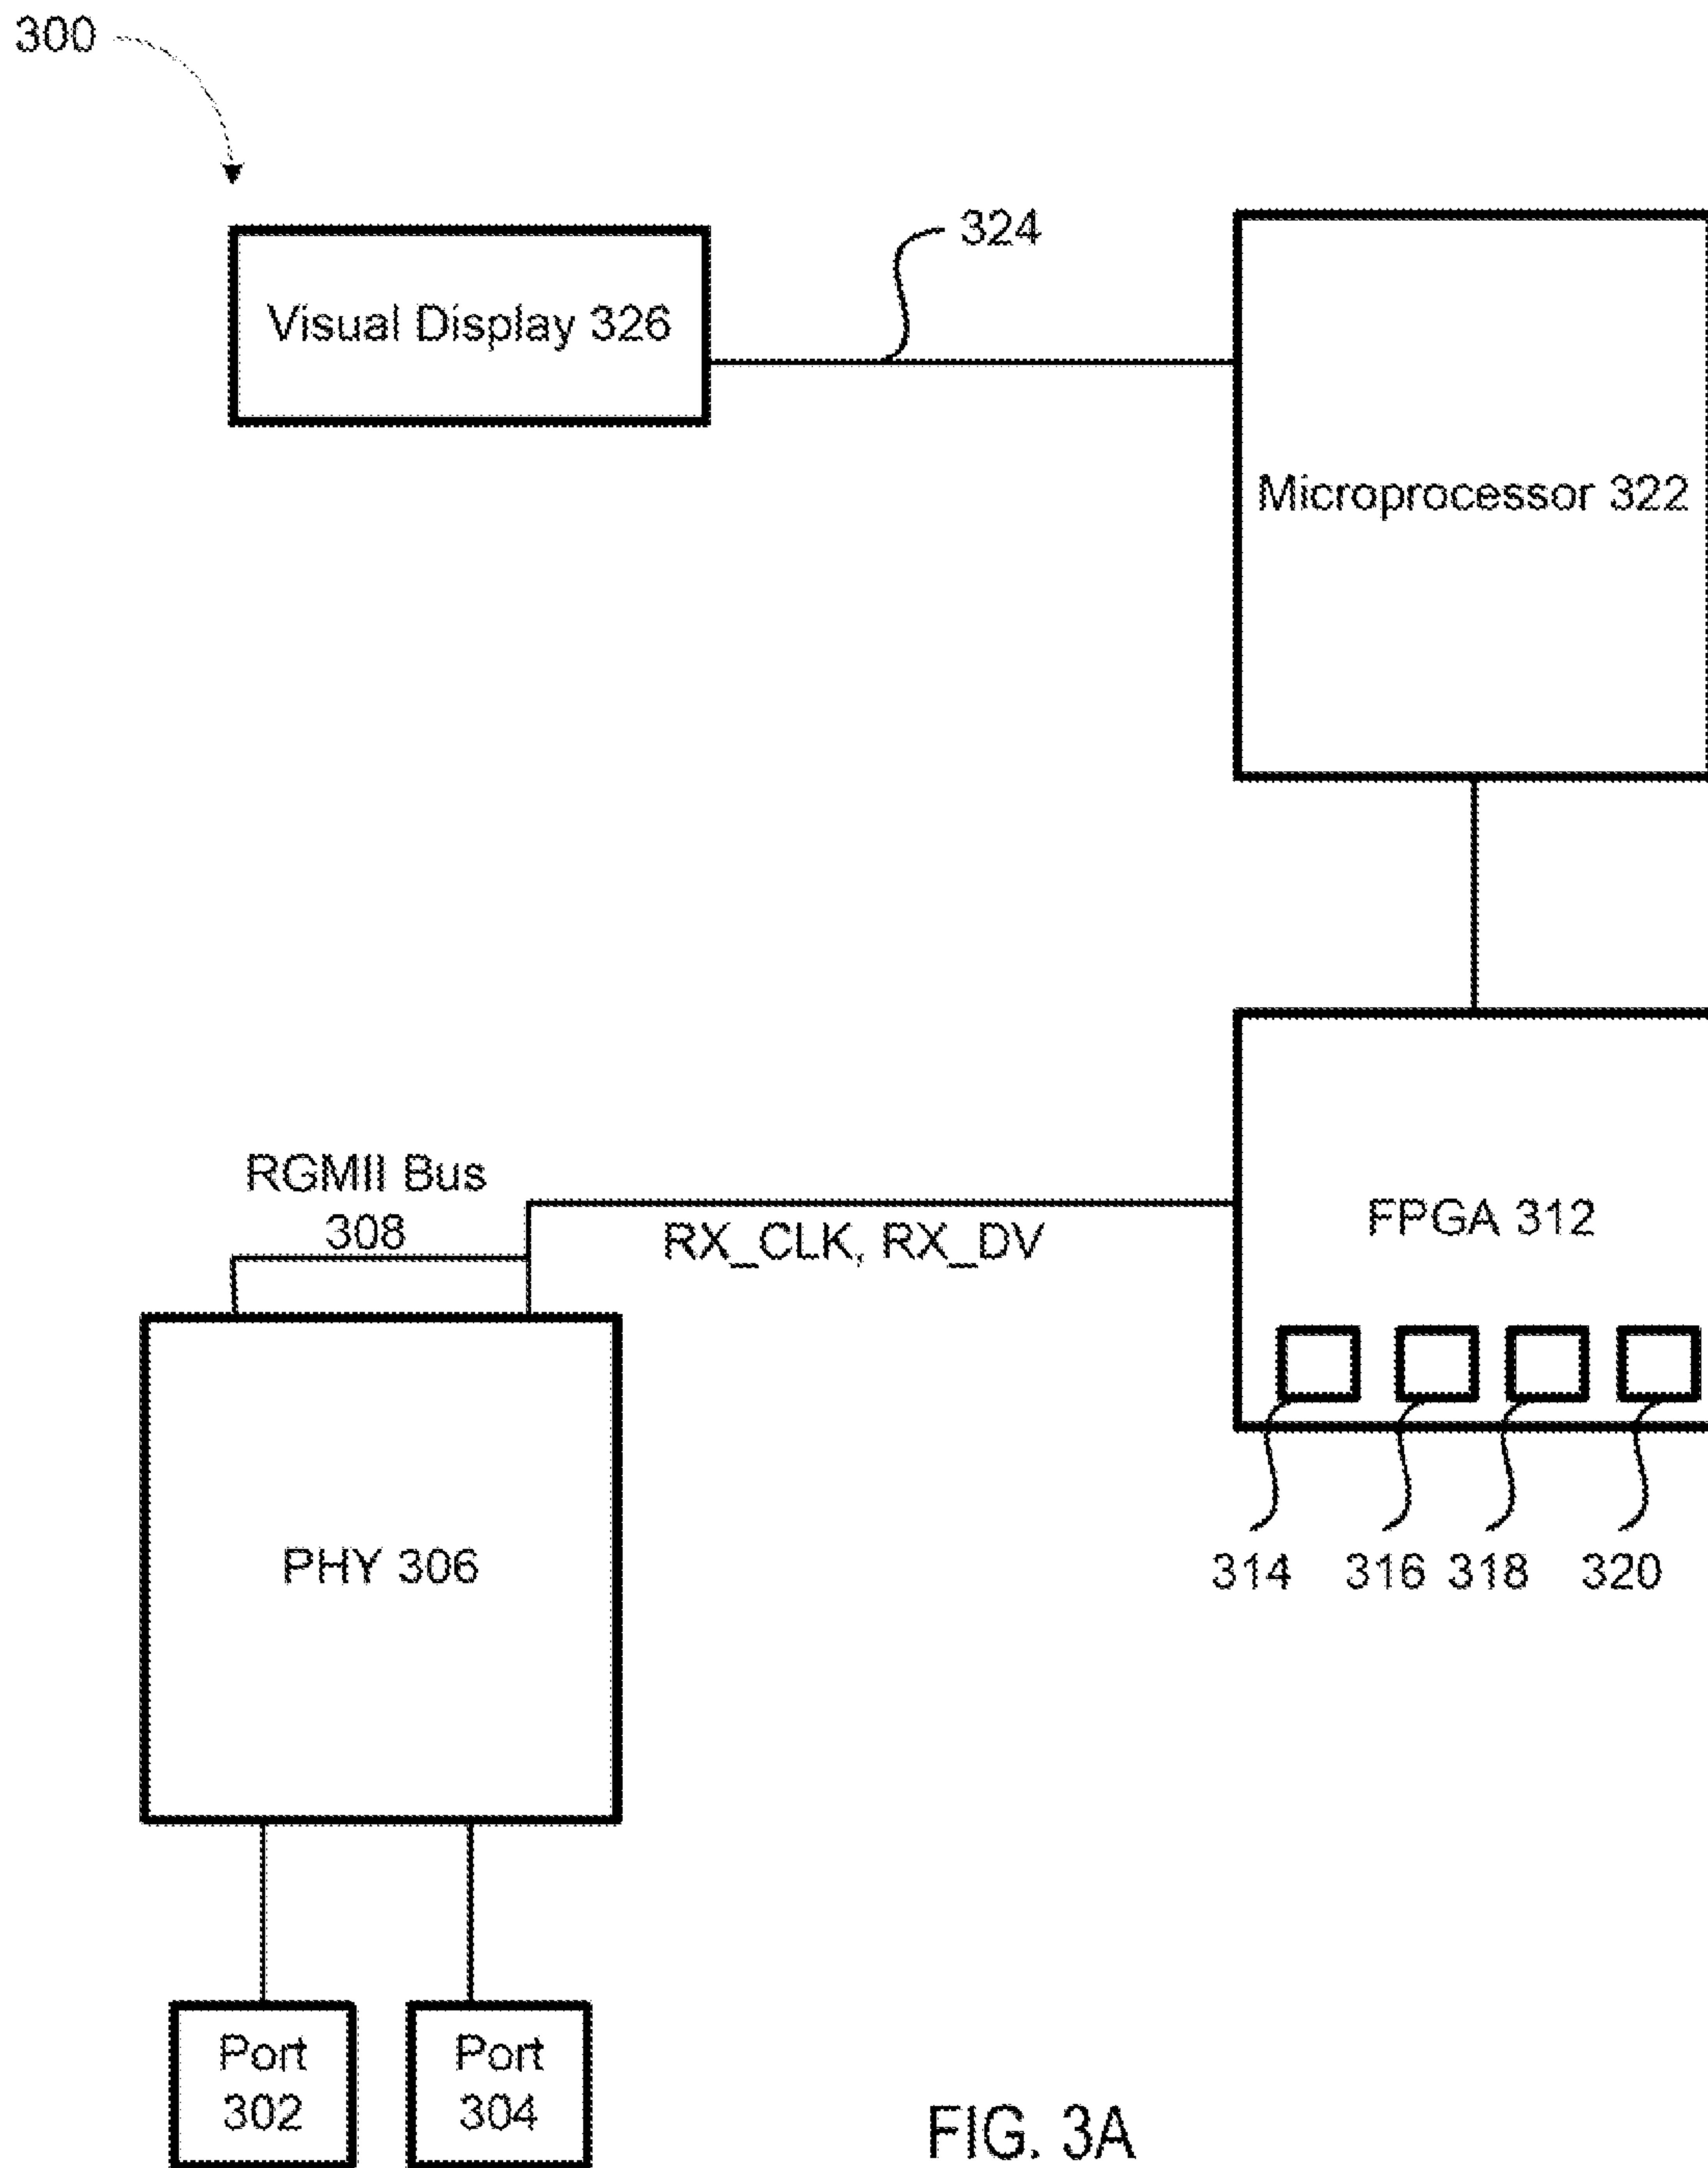 300
324
Visual Display 326
Microprocessor 322
RGMII Bus
308
RX_CLK, RX_DV
FPGA 312
314
316
318
320
PHY 306
Port
302
Port
304
FIG. 3A